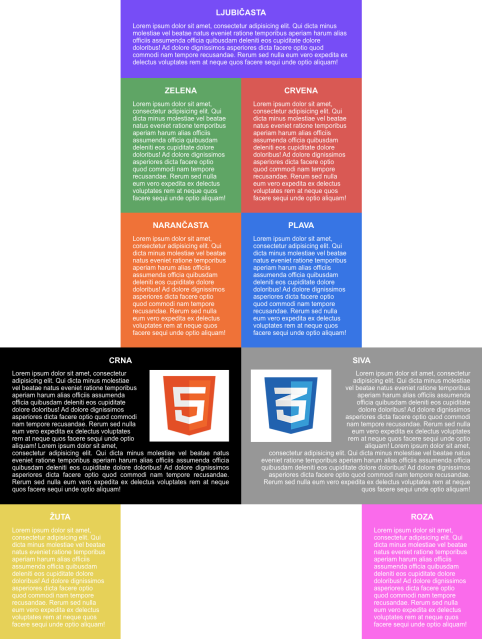 LJUBIČASTA
Lorem ipsum dolor sit amet, consectetur adipisicing elit. Qui dicta minus
molestiae vel beatae natus eveniet ratione temporibus aperiam harum alias
officiis assumenda officia quibusdam deleniti eos cupiditate dolore
doloribus! Ad dolore dignissimos asperiores dicta facere optio quod
commodi nam tempore recusandae. Rerum sed nulla eum vero expedita ex
delectus voluptates rem at neque quos facere sequi unde optio aliquam!
ZELENA
Lorem ipsum dolor sit amet,
consectetur adipisicing elit. Qui
dicta minus molestiae vel beatae
natus eveniet ratione temporibus
aperiam harum alias officiis
assumenda officia quibusdam
deleniti eos cupiditate dolore
doloribus! Ad dolore dignissimos
asperiores dicta facere optio
quod commodi nam tempore
recusandae. Rerum sed nulla
eum vero expedita ex delectus
voluptates rem at neque quos
facere sequi unde optio aliquam!
CRVENA
Lorem ipsum dolor sit amet,
consectetur adipisicing elit. Qui
dicta minus molestiae vel beatae
natus eveniet ratione temporibus
aperiam harum alias officiis
assumenda officia quibusdam
deleniti eos cupiditate dolore
doloribus! Ad dolore dignissimos
asperiores dicta facere optio
quod commodi nam tempore
recusandae. Rerum sed nulla
eum vero expedita ex delectus
voluptates rem at neque quos
facere sequi unde optio aliquam!
NARANČASTA
Lorem ipsum dolor sit amet,
consectetur adipisicing elit. Qui
dicta minus molestiae vel beatae
natus eveniet ratione temporibus
aperiam harum alias officiis
assumenda officia quibusdam
deleniti eos cupiditate dolore
doloribus! Ad dolore dignissimos
asperiores dicta facere optio
quod commodi nam tempore
recusandae. Rerum sed nulla
eum vero expedita ex delectus
voluptates rem at neque quos
facere sequi unde optio aliquam!
PLAVA
Lorem ipsum dolor sit amet,
consectetur adipisicing elit. Qui
dicta minus molestiae vel beatae
natus eveniet ratione temporibus
aperiam harum alias officiis
assumenda officia quibusdam
deleniti eos cupiditate dolore
doloribus! Ad dolore dignissimos
asperiores dicta facere optio
quod commodi nam tempore
recusandae. Rerum sed nulla
eum vero expedita ex delectus
voluptates rem at neque quos
facere sequi unde optio aliquam!
CRNA
Lorem ipsum dolor sit amet, consectetur
adipisicing elit. Qui dicta minus molestiae
vel beatae natus eveniet ratione
temporibus aperiam harum alias officiis
assumenda officia quibusdam deleniti eos
cupiditate dolore doloribus! Ad dolore dignissimos
asperiores dicta facere optio quod commodi
nam tempore recusandae. Rerum sed nulla
eum vero expedita ex delectus voluptates
rem at neque quos facere sequi unde optio
aliquam! Lorem ipsum dolor sit amet,
consectetur adipisicing elit. Qui dicta minus molestiae vel beatae
natus eveniet ratione temporibus aperiam harum alias officiis assumenda officia
quibusdam deleniti eos cupiditate dolore doloribus! Ad dolore dignissimos
asperiores dicta facere optio quod commodi nam tempore recusandae.
Rerum sed nulla eum vero expedita ex delectus voluptates rem at neque
quos facere sequi unde optio aliquam!
5
SIVA
Lorem ipsum dolor sit amet, consectetur
adipisicing elit. Qui dicta minus molestiae
vel beatae natus eveniet ratione
temporibus aperiam harum alias officiis
assumenda officia quibusdam deleniti eos
cupiditate dolore doloribus! Ad dolore dignissimos
asperiores dicta facere optio quod commodi
nam tempore recusandae. Rerum sed nulla
eum vero expedita ex delectus voluptates
rem at neque quos facere sequi unde optio
aliquam! Lorem ipsum dolor sit amet,
consectetur adipisicing elit. Qui dicta minus molestiae vel beatae
natus eveniet ratione temporibus aperiam harum alias officiis assumenda officia
quibusdam deleniti eos cupiditate dolore doloribus! Ad dolore dignissimos
asperiores dicta facere optio quod commodi nam tempore recusandae.
Rerum sed nulla eum vero expedita ex delectus voluptates rem at neque
quos facere sequi unde optio aliquam!
3
ŽUTA
Lorem ipsum dolor sit amet,
consectetur adipisicing elit. Qui
dicta minus molestiae vel beatae
natus eveniet ratione temporibus
aperiam harum alias officiis
assumenda officia quibusdam
deleniti eos cupiditate dolore
doloribus! Ad dolore dignissimos
asperiores dicta facere optio
quod commodi nam tempore
recusandae. Rerum sed nulla
eum vero expedita ex delectus
voluptates rem at neque quos
facere sequi unde optio aliquam!
ROZA
Lorem ipsum dolor sit amet,
consectetur adipisicing elit. Qui
dicta minus molestiae vel beatae
natus eveniet ratione temporibus
aperiam harum alias officiis
assumenda officia quibusdam
deleniti eos cupiditate dolore
doloribus! Ad dolore dignissimos
asperiores dicta facere optio
quod commodi nam tempore
recusandae. Rerum sed nulla
eum vero expedita ex delectus
voluptates rem at neque quos
facere sequi unde optio aliquam!